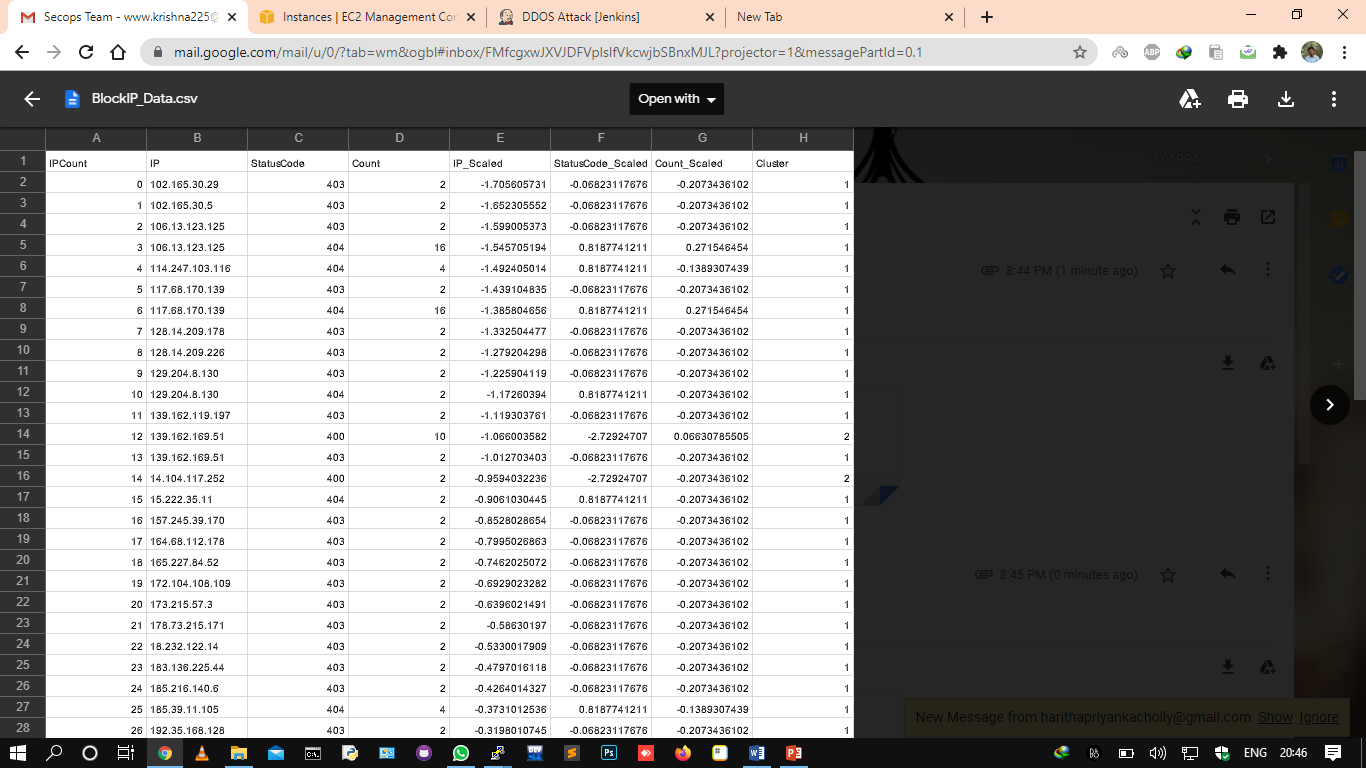 Secops Team - www.krishna225@ Instances | EC2 Management Con DDOS Attack [Jenkins] New Tab
mail.google.com/mail/u/0/?tab=wm&ogbl#inbox/FMfcgxwJXVJDFVpIslfVkcwjbSBnxMJL?projector=1&messagePartId=0.1
BlockIP_Data.csv Open with
A B C D E F G H
1 IPCount IP StatusCode Count IP_Scaled StatusCode_Scaled Count_Scaled Cluster
2 0 102.165.30.29 403 2 -1.705605731 -0.06823117676 -0.2073436102 1
3 1 102.165.30.5 403 2 -1.652305552 -0.06823117676 -0.2073436102 1
4 2 106.13.123.125 403 2 -1.599005373 -0.06823117676 -0.2073436102 1
5 3 106.13.123.125 404 16 -1.545705194 0.8187741211 0.271546454 1
6 4 114.247.103.116 404 4 -1.492405014 0.8187741211 -0.1389307439 1
7 5 117.68.170.139 403 2 -1.439104835 -0.06823117676 -0.2073436102 1
8 6 117.68.170.139 404 16 -1.385804656 0.8187741211 0.271546454 1
9 7 128.14.209.178 403 2 -1.332504477 -0.06823117676 -0.2073436102 1
10 8 128.14.209.226 403 2 -1.279204298 -0.06823117676 -0.2073436102 1
11 9 129.204.8.130 403 2 -1.225904119 -0.06823117676 -0.2073436102 1
12 10 129.204.8.130 404 2 -1.17260394 0.8187741211 -0.2073436102 1
13 11 139.162.119.197 403 2 -1.119303761 -0.06823117676 -0.2073436102 1
14 12 139.162.169.51 400 10 -1.066003582 -2.72924707 0.06630785505 2
15 13 139.162.169.51 403 2 -1.012703403 -0.06823117676 -0.2073436102 1
16 14 14.104.117.252 400 2 -0.9594032236 -2.72924707 -0.2073436102 2
17 15 15.222.35.11 404 2 -0.9061030445 0.8187741211 -0.2073436102 1
18 16 157.245.39.170 403 2 -0.8528028654 -0.06823117676 -0.2073436102 1
19 17 164.68.112.178 403 2 -0.7995026863 -0.06823117676 -0.2073436102 1
20 18 165.227.84.52 403 2 -0.7462025072 -0.06823117676 -0.2073436102 1
21 19 172.104.108.109 403 2 -0.6929023282 -0.06823117676 -0.2073436102 1
22 20 173.215.57.3 403 2 -0.6396021491 -0.06823117676 -0.2073436102 1
23 21 178.73.215.171 403 2 -0.58630197 -0.06823117676 -0.2073436102 1
24 22 18.232.122.14 403 2 -0.5330017909 -0.06823117676 -0.2073436102 1
25 23 183.136.225.44 403 2 -0.4797016118 -0.06823117676 -0.2073436102 1
26 24 185.216.140.6 403 2 -0.4264014327 -0.06823117676 -0.2073436102 1
27 25 185.39.11.105 404 4 -0.3731012536 0.8187741211 -0.1389307439 1
28 26 192.35.168.128 403 2 -0.3198010745 -0.06823117676 -0.2073436102 1
1 of 994
8:44 PM (1 minute ago)
8:45 PM (0 minutes ago)
New Message from harithapriyankacholly@gmail.com Show Ignore
ENG 20:46